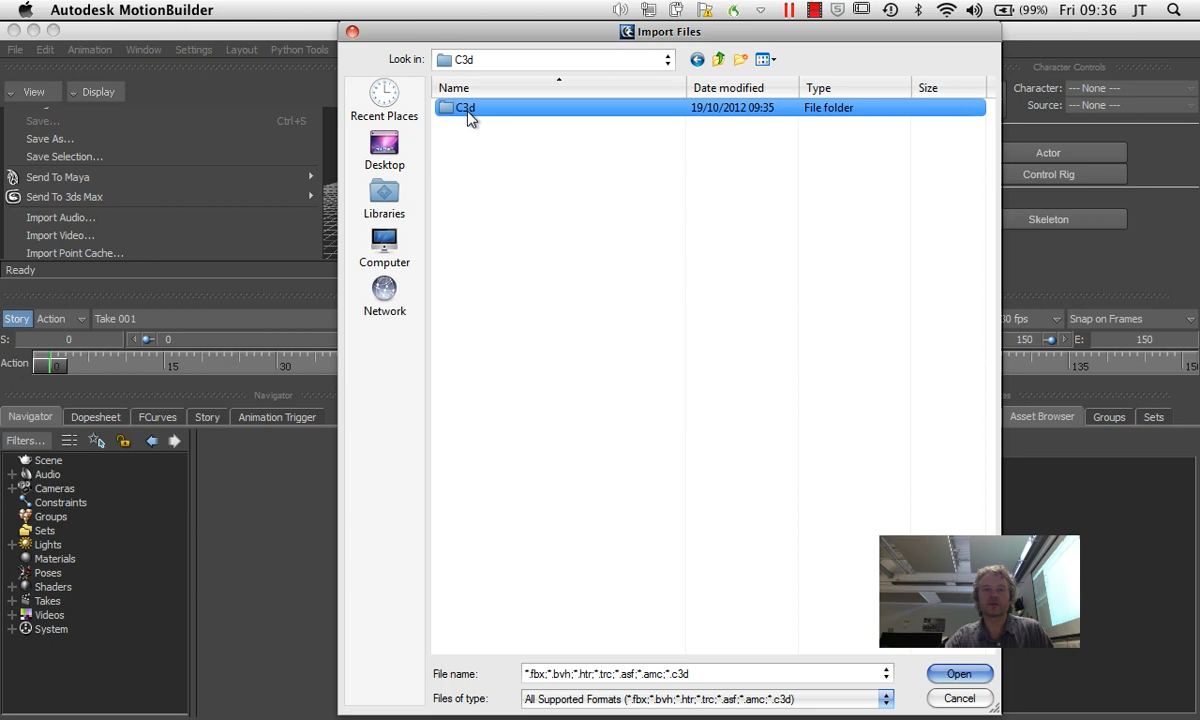 Autodesk MotionBuilder
(99%) Fri 09:36 JT
Import Files
File Edit Animation Window Settings Layout Python Tools
Look in: C3d
Character Controls
View Display
Name Date modified Type Size
Character: --- None ---
Source: --- None ---
C3d 19/10/2012 09:35 File folder
Recent Places
Desktop
Libraries
Computer
Network
Save... Ctrl+S
Save As...
Save Selection...
Send To Maya
Send To 3ds Max
Import Audio...
Import Video...
Import Point Cache...
Actor
Control Rig
Skeleton
Ready
Story Action Take 001
30 fps Snap on Frames
S: 0 0
150 E: 150
Action 0 15 30
135 150
Navigator
Navigator Dopesheet FCurves Story Animation Trigger
Asset Browser Groups Sets
Filters...
Scene
Audio
Cameras
Constraints
Groups
Sets
Lights
Materials
Poses
Shaders
Takes
Videos
System
File name: *.fbx;*.bvh;*.htr;*.trc;*.asf;*.amc;*.c3d
Open
Files of type: All Supported Formats (*.fbx;*.bvh;*.htr;*.trc;*.asf;*.amc;*.c3d)
Cancel